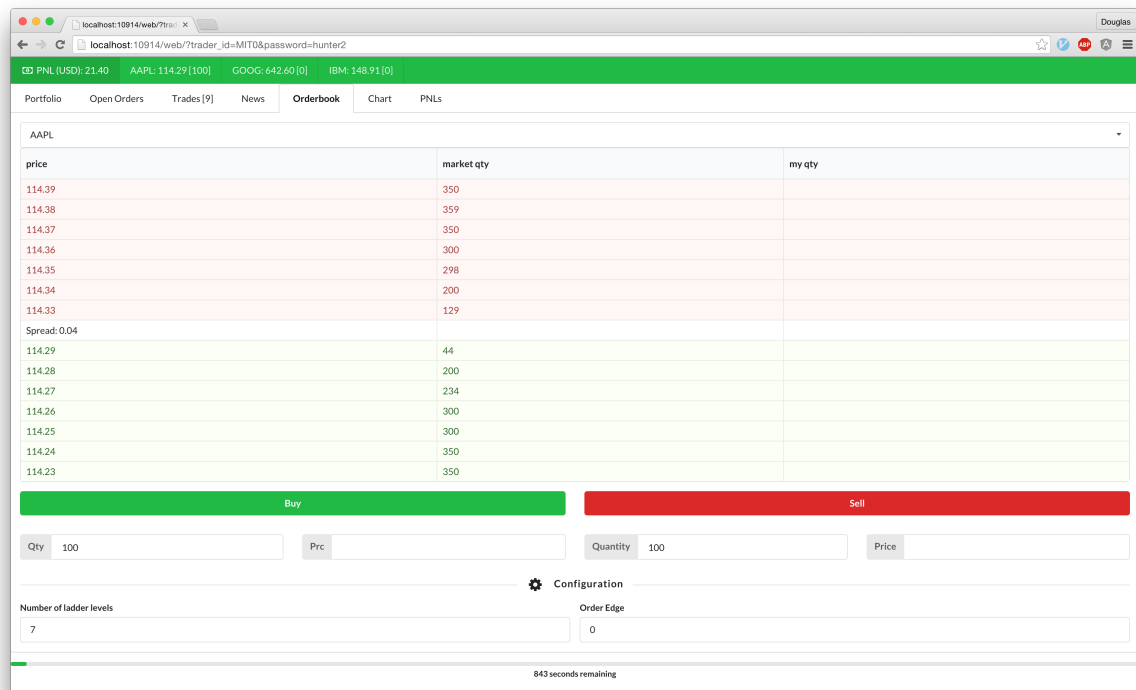 localhost:10914/web/?trad
Douglas
localhost:10914/web/?trader_id=MIT0&password=hunter2
ABP
PNL (USD): 21.40 AAPL: 114.29 [100] GOOG: 642.60 [0] IBM: 148.91 [0]
Portfolio Open Orders Trades [9] News Orderbook Chart PNLs
AAPL
price market qty my qty
114.39 350
114.38 359
114.37 350
114.36 300
114.35 298
114.34 200
114.33 129
Spread: 0.04
114.29 44
114.28 200
114.27 234
114.26 300
114.25 300
114.24 350
114.23 350
Buy Sell
Qty 100 Prc Quantity 100 Price
Configuration
Number of ladder levels Order Edge
7 0
843 seconds remaining